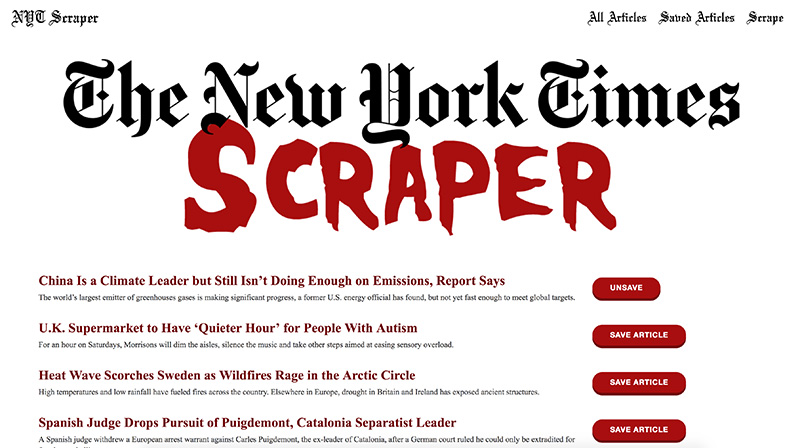 NYT Scraper
All Articles Saved Articles Scrape
The New York Times
SCRAPER
China Is a Climate Leader but Still Isn’t Doing Enough on Emissions, Report Says
UNSAVE
The world's largest emitter of greenhouses gases is making significant progress, a former U.S. energy official has found, but not yet fast enough to meet global targets.
U.K. Supermarket to Have ‘Quieter Hour’ for People With Autism
SAVE ARTICLE
For an hour on Saturdays, Morrisons will dim the aisles, silence the music and take other steps aimed at easing sensory overload.
Heat Wave Scorches Sweden as Wildfires Rage in the Arctic Circle
SAVE ARTICLE
High temperatures and low rainfall have fueled fires across the country. Elsewhere in Europe, drought in Britain and Ireland has exposed ancient structures.
Spanish Judge Drops Pursuit of Puigdemont, Catalonia Separatist Leader
SAVE ARTICLE
A Spanish judge withdrew a European arrest warrant against Carles Puigdemont, the ex-leader of Catalonia, after a German court ruled he could only be extradited for